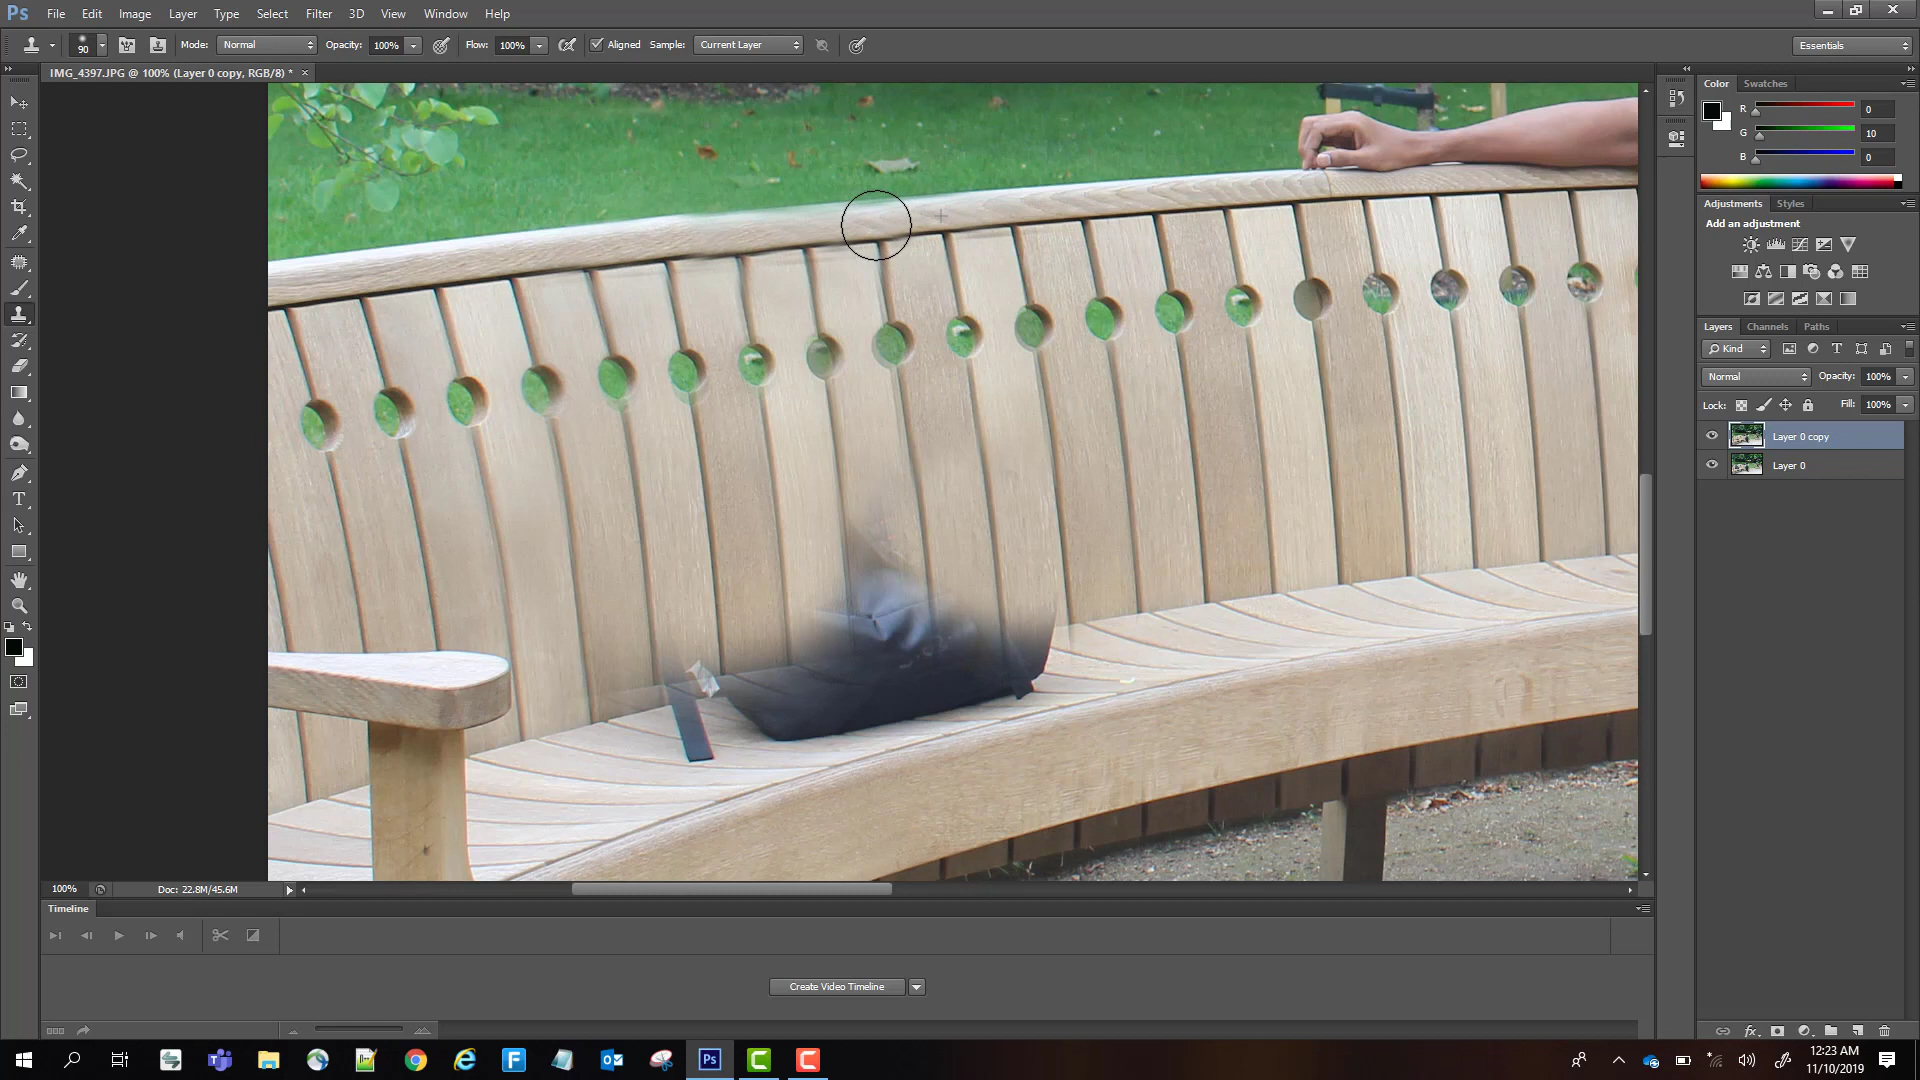 Ps File Edit Image Layer Type Select Filter 3D View Window Help
90 Mode: Normal Opacity: 100% Flow: 100% Aligned Sample: Current Layer Essentials
IMG_4397.JPG @ 100% (Layer 0 copy, RGB/8) * ×
Color Swatches
R 0
G 10
B 0
Adjustments Styles
Add an adjustment
Layers Channels Paths
Kind
Normal Opacity: 100%
Lock: Fill: 100%
Layer 0 copy
Layer 0
100% Doc: 22.8M/45.6M
Timeline
Create Video Timeline
12:23 AM
11/10/2019